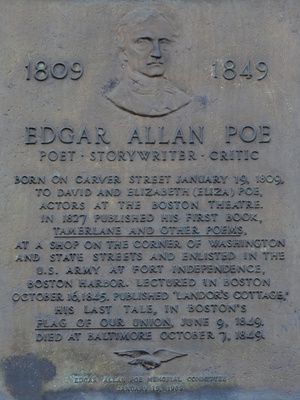 1809 1849
EDGAR ALLAN POE
POET · STORYWRITER · CRITIC
BORN ON CARVER STREET JANUARY 19, 1809,
TO DAVID AND ELIZABETH (ELIZA) POE,
ACTORS AT THE BOSTON THEATRE.
IN 1827 PUBLISHED HIS FIRST BOOK,
TAMERLANE AND OTHER POEMS,
AT A SHOP ON THE CORNER OF WASHINGTON
AND STATE STREETS AND ENLISTED IN THE
U.S. ARMY AT FORT INDEPENDENCE,
BOSTON HARBOR. LECTURED IN BOSTON
OCTOBER 16, 1845. PUBLISHED "LANDOR'S COTTAGE,"
HIS LAST TALE, IN BOSTON'S
FLAG OF OUR UNION, JUNE 9, 1849.
DIED AT BALTIMORE OCTOBER 7, 1849.
EDGAR ALLAN POE MEMORIAL COMMITTEE
JANUARY 19,